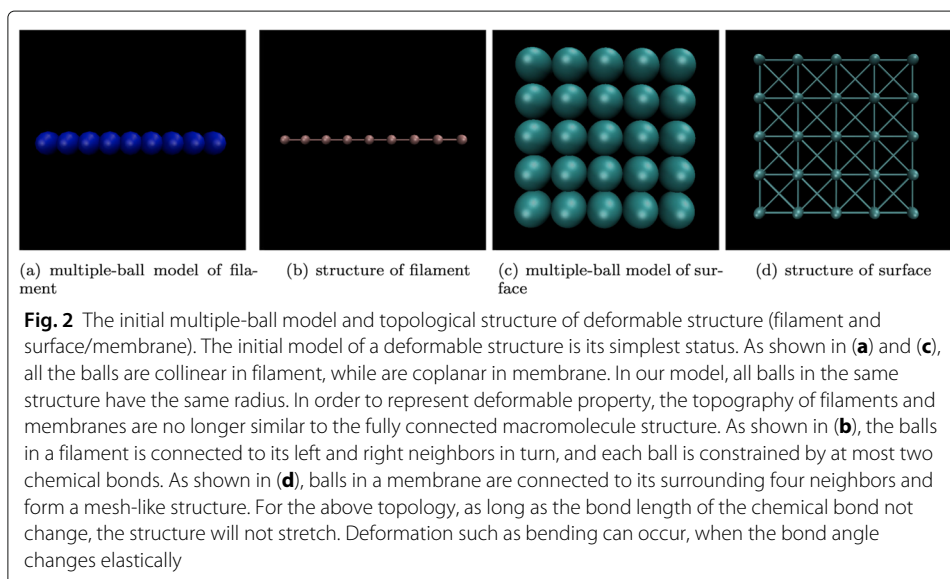 (a) multiple-ball model of fila-
ment
(b) structure of filament
(c) multiple-ball model of sur-
face
(d) structure of surface
Fig. 2 The initial multiple-ball model and topological structure of deformable structure (filament and
surface/membrane). The initial model of a deformable structure is its simplest status. As shown in (a) and (c),
all the balls are collinear in filament, while are coplanar in membrane. In our model, all balls in the same
structure have the same radius. In order to represent deformable property, the topography of filaments and
membranes are no longer similar to the fully connected macromolecule structure. As shown in (b), the balls
in a filament is connected to its left and right neighbors in turn, and each ball is constrained by at most two
chemical bonds. As shown in (d), balls in a membrane are connected to its surrounding four neighbors and
form a mesh-like structure. For the above topology, as long as the bond length of the chemical bond not
change, the structure will not stretch. Deformation such as bending can occur, when the bond angle
changes elastically